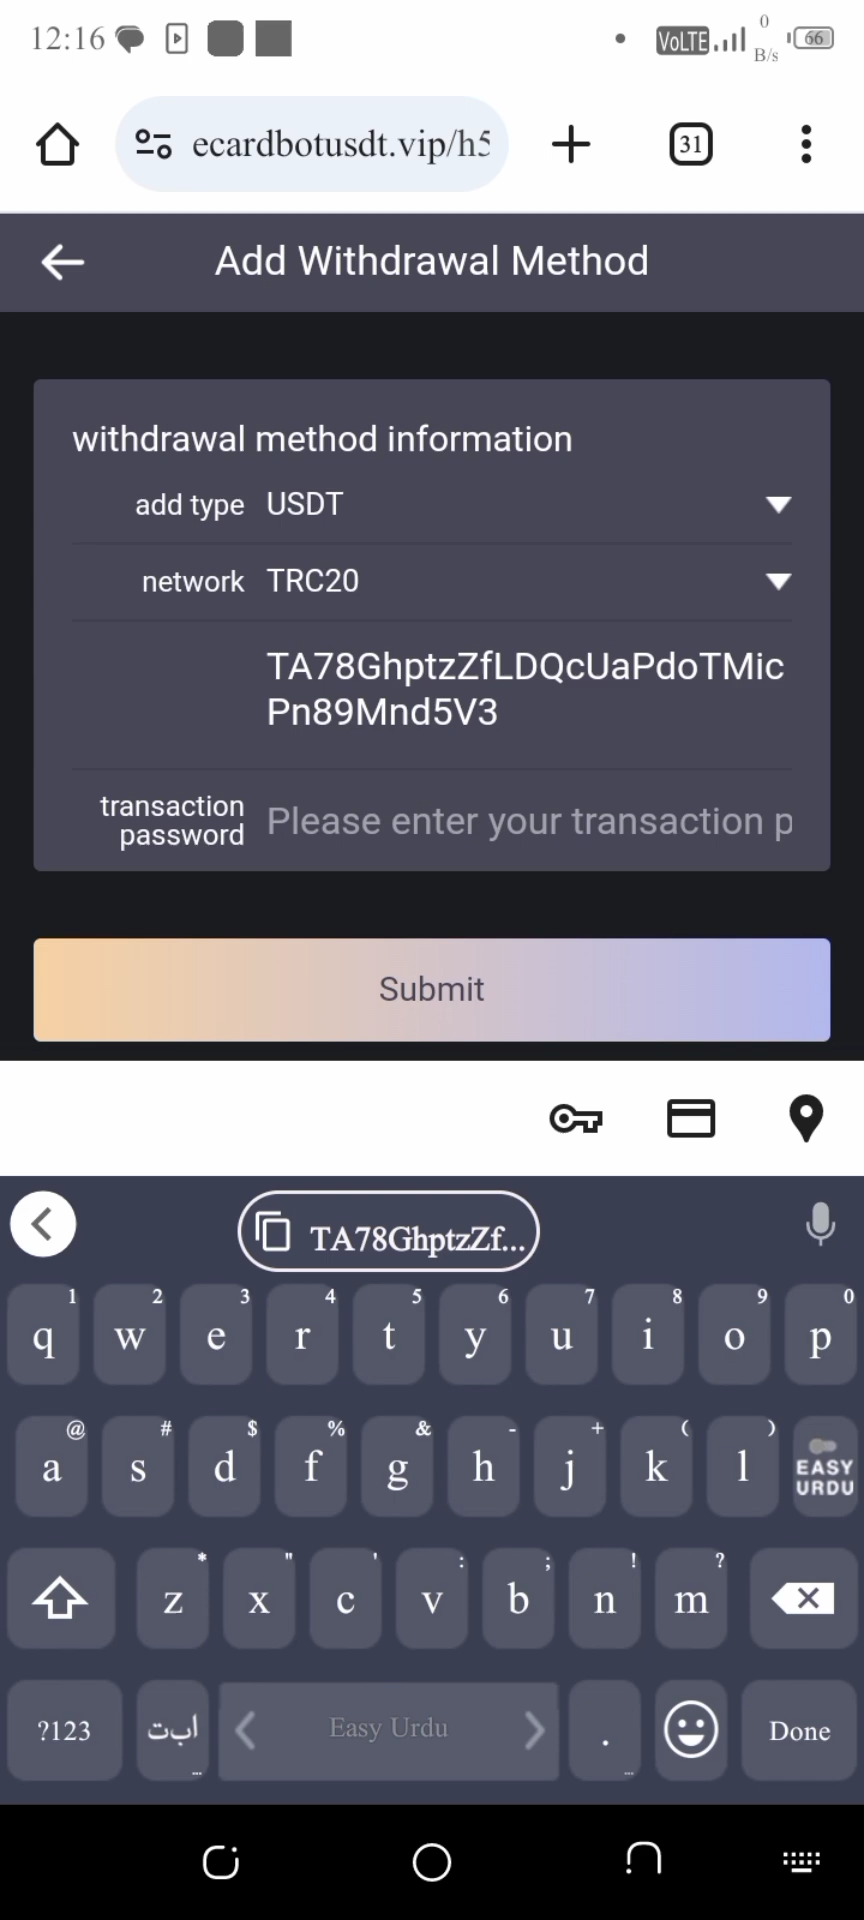 12:16
VoLTE
0
B/s
66
ecardbotusdt.vip/h5
31
Add Withdrawal Method
withdrawal method information
add type USDT
network TRC20
TA78GhptzZfLDQcUaPdoTMic
Pn89Mnd5V3
transaction
password
Please enter your transaction p
Submit
TA78GhptzZf...
1 2 3 4 5 6 7 8 9 0
q w e r t y u i o p
@ # $ % & - + ( )
a s d f g h j k l
EASY
URDU
* " ' : ; ! ?
z x c v b n m
?123 ابت Easy Urdu . Done
... ...